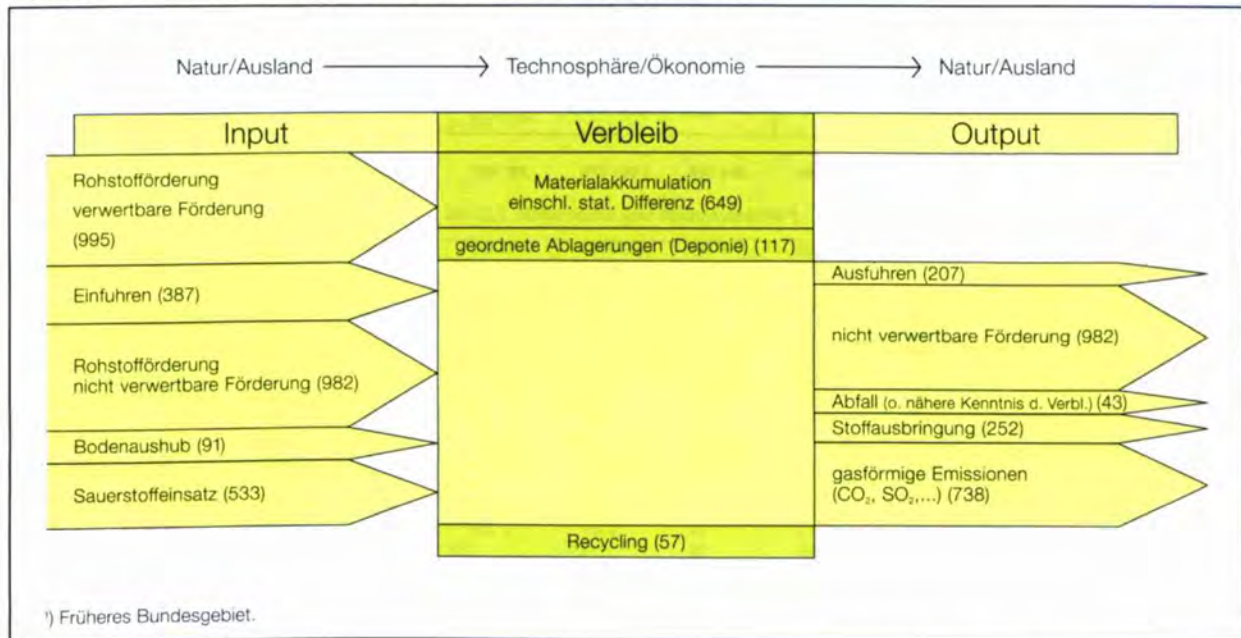 Natur/Ausland
Technosphäre/Ökonomie
Natur/Ausland
Input
Verbleib
Output
Rohstofförderung
verwertbare Förderung
(995)
Einfuhren (387)
Rohstofförderung
nicht verwertbare Förderung (982)
Bodenaushub (91)
Sauerstoffeinsatz (533)
Materialakkumulation
einschl. stat. Differenz (649)
geordnete Ablagerungen (Deponie) (117)
Recycling (57)
Ausfuhren (207)
nicht verwertbare Förderung (982)
Abfall (o. nähere Kenntnis d. Verbl.) (43)
Stoffausbringung (252)
gasförmige Emissionen
(CO₂, SO₂,...) (738)
¹) Früheres Bundesgebiet.